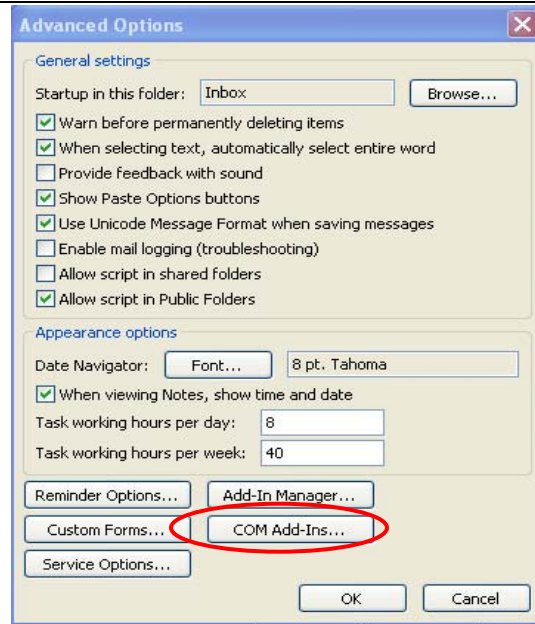 Advanced Options
General settings
Startup in this folder: Inbox Browse...
Warn before permanently deleting items
When selecting text, automatically select entire word
Provide feedback with sound
Show Paste Options buttons
Use Unicode Message Format when saving messages
Enable mail logging (troubleshooting)
Allow script in shared folders
Allow script in Public Folders
Appearance options
Date Navigator: Font... 8 pt. Tahoma
When viewing Notes, show time and date
Task working hours per day: 8
Task working hours per week: 40
Reminder Options... Add-In Manager...
Custom Forms... COM Add-Ins...
Service Options...
OK Cancel